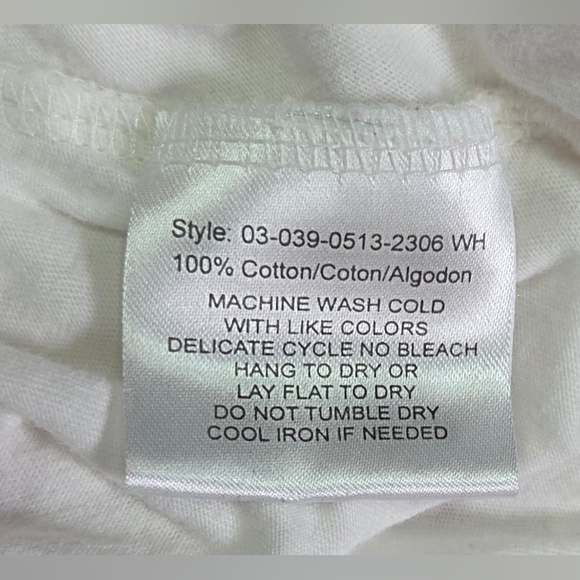 Style: 03-039-0513-2306 WH
100% Cotton/Coton/Algodon
MACHINE WASH COLD
WITH LIKE COLORS
DELICATE CYCLE NO BLEACH
HANG TO DRY OR
LAY FLAT TO DRY
DO NOT TUMBLE DRY
COOL IRON IF NEEDED